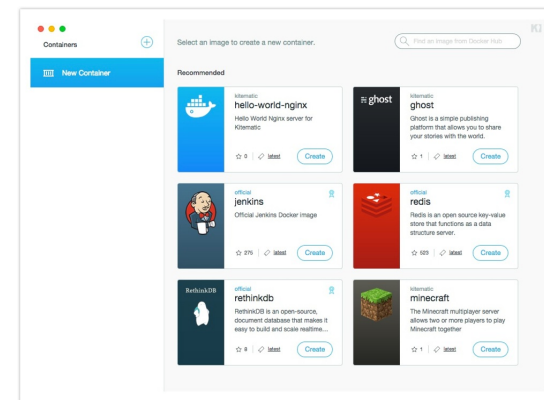 Containers
Select an image to create a new container.
Find an image from Docker Hub
New Container
Recommended
kitematic
hello-world-nginx
Hello World Nginx server for
Kitematic
0
latest
Create
ghost
kitematic
ghost
Ghost is a simple publishing
platform that allows you to share
your stories with the world.
1
latest
Create
official
jenkins
Official Jenkins Docker image
275
latest
Create
official
redis
Redis is an open source key-value
store that functions as a data
structure server.
523
latest
Create
RethinkDB
official
rethinkdb
RethinkDB is an open-source,
document database that makes it
easy to build and scale realtime...
8
latest
Create
kitematic
minecraft
The Minecraft multiplayer server
allows two or more players to play
Minecraft together
1
latest
Create